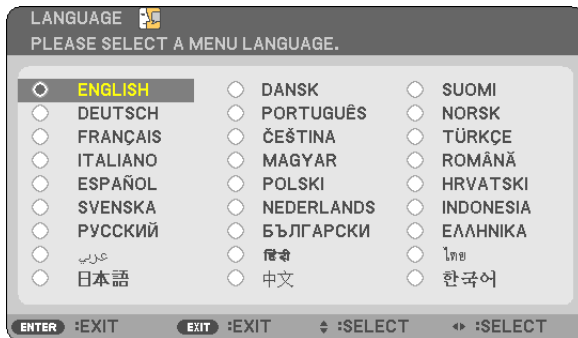 LANGUAGE
PLEASE SELECT A MENU LANGUAGE.
ENGLISH DANSK SUOMI
DEUTSCH PORTUGUÊS NORSK
FRANÇAIS ČEŠTINA TÜRKÇE
ITALIANO MAGYAR ROMÂNĂ
ESPAÑOL POLSKI HRVATSKI
SVENSKA NEDERLANDS INDONESIA
РУССКИЙ БЪЛГАРСКИ ΕΛΛΗΝΙΚΑ
عربي हिंदी ไทย
日本語 中文 한국어
ENTER :EXIT EXIT :EXIT :SELECT :SELECT